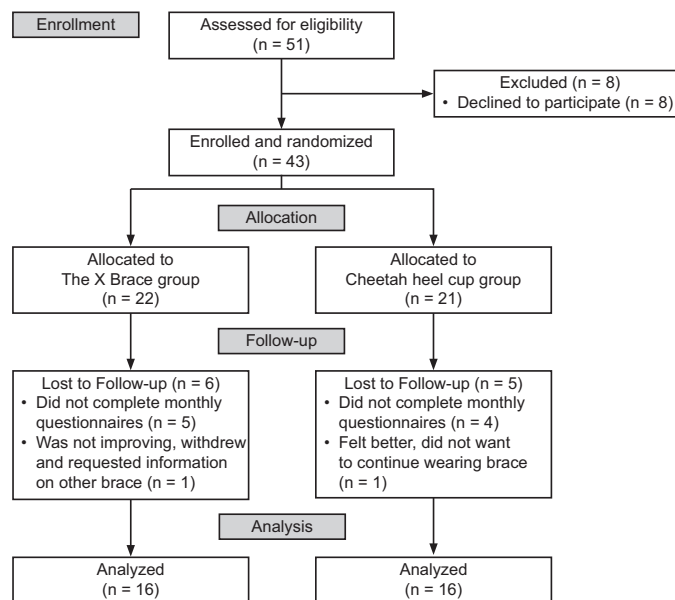 Enrollment
Assessed for eligibility
(n = 51)
Excluded (n = 8)
• Declined to participate (n = 8)
Enrolled and randomized
(n = 43)
Allocation
Allocated to
The X Brace group
(n = 22)
Allocated to
Cheetah heel cup group
(n = 21)
Follow-up
Lost to Follow-up (n = 6)
• Did not complete monthly
questionnaires (n = 5)
• Was not improving, withdrew
and requested information
on other brace (n = 1)
Lost to Follow-up (n = 5)
• Did not complete monthly
questionnaires (n = 4)
• Felt better, did not want
to continue wearing brace
(n = 1)
Analysis
Analyzed
(n = 16)
Analyzed
(n = 16)